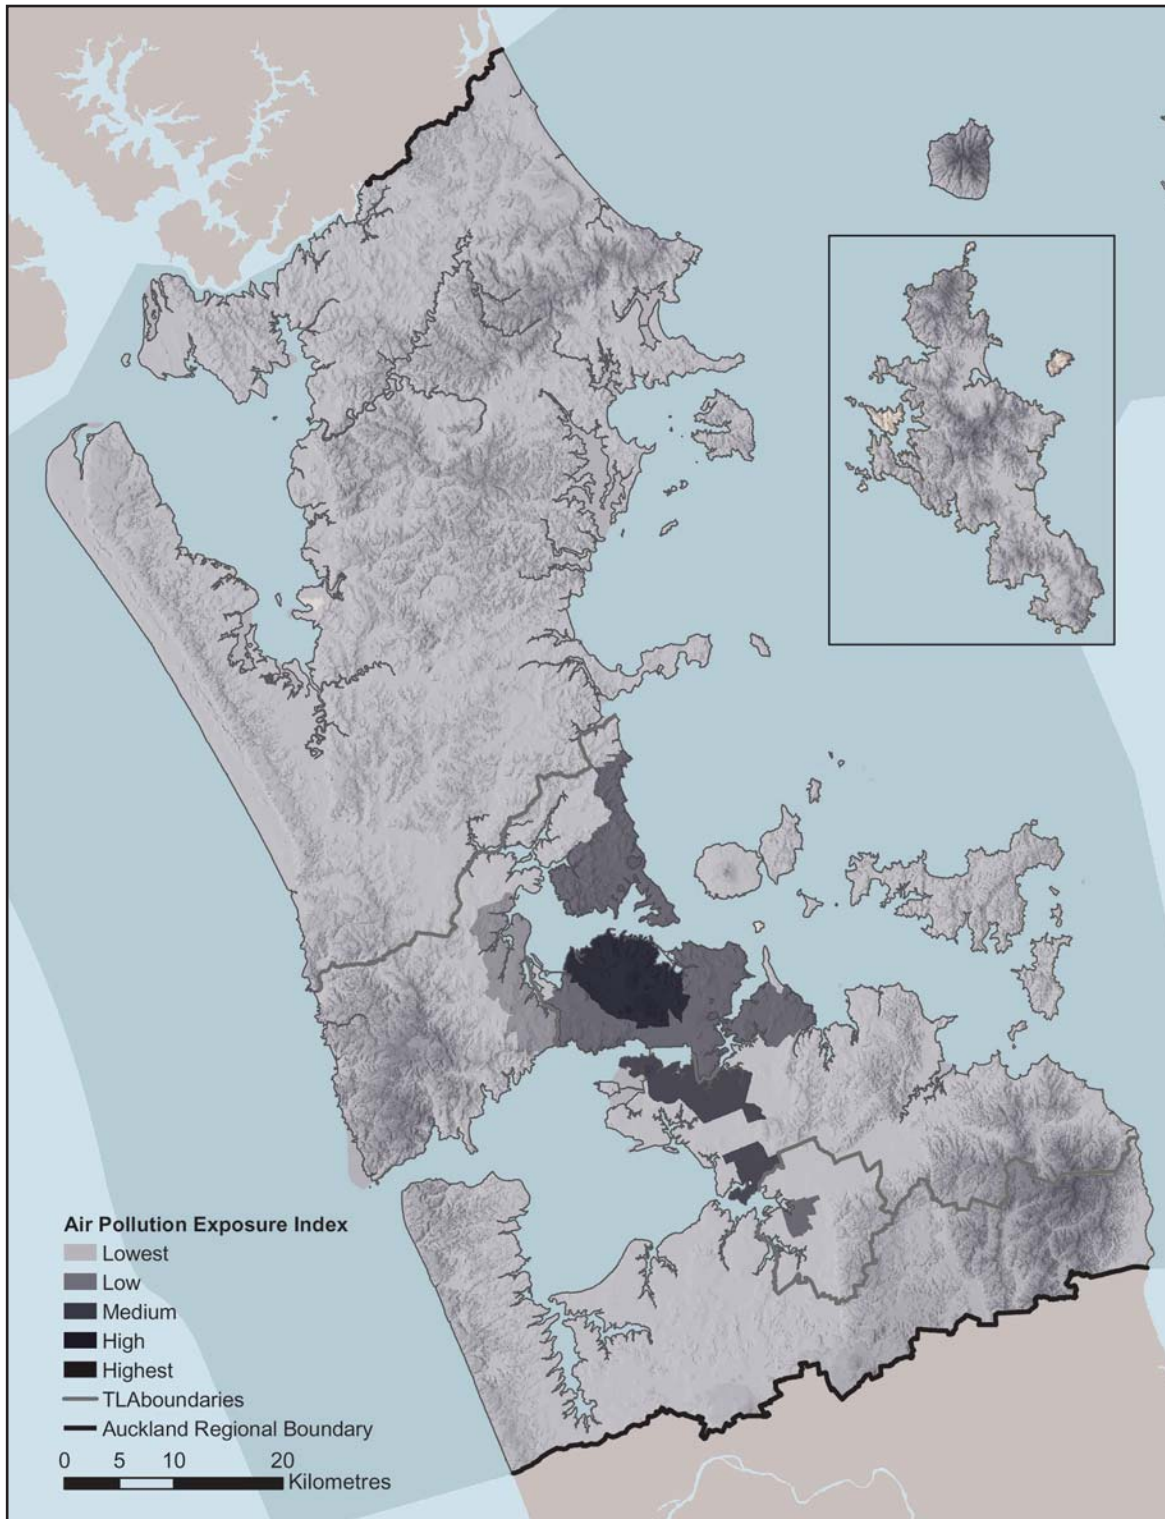 Air Pollution Exposure Index
Lowest
Low
Medium
High
Highest
TLAboundaries
Auckland Regional Boundary
0 5 10 20
Kilometres